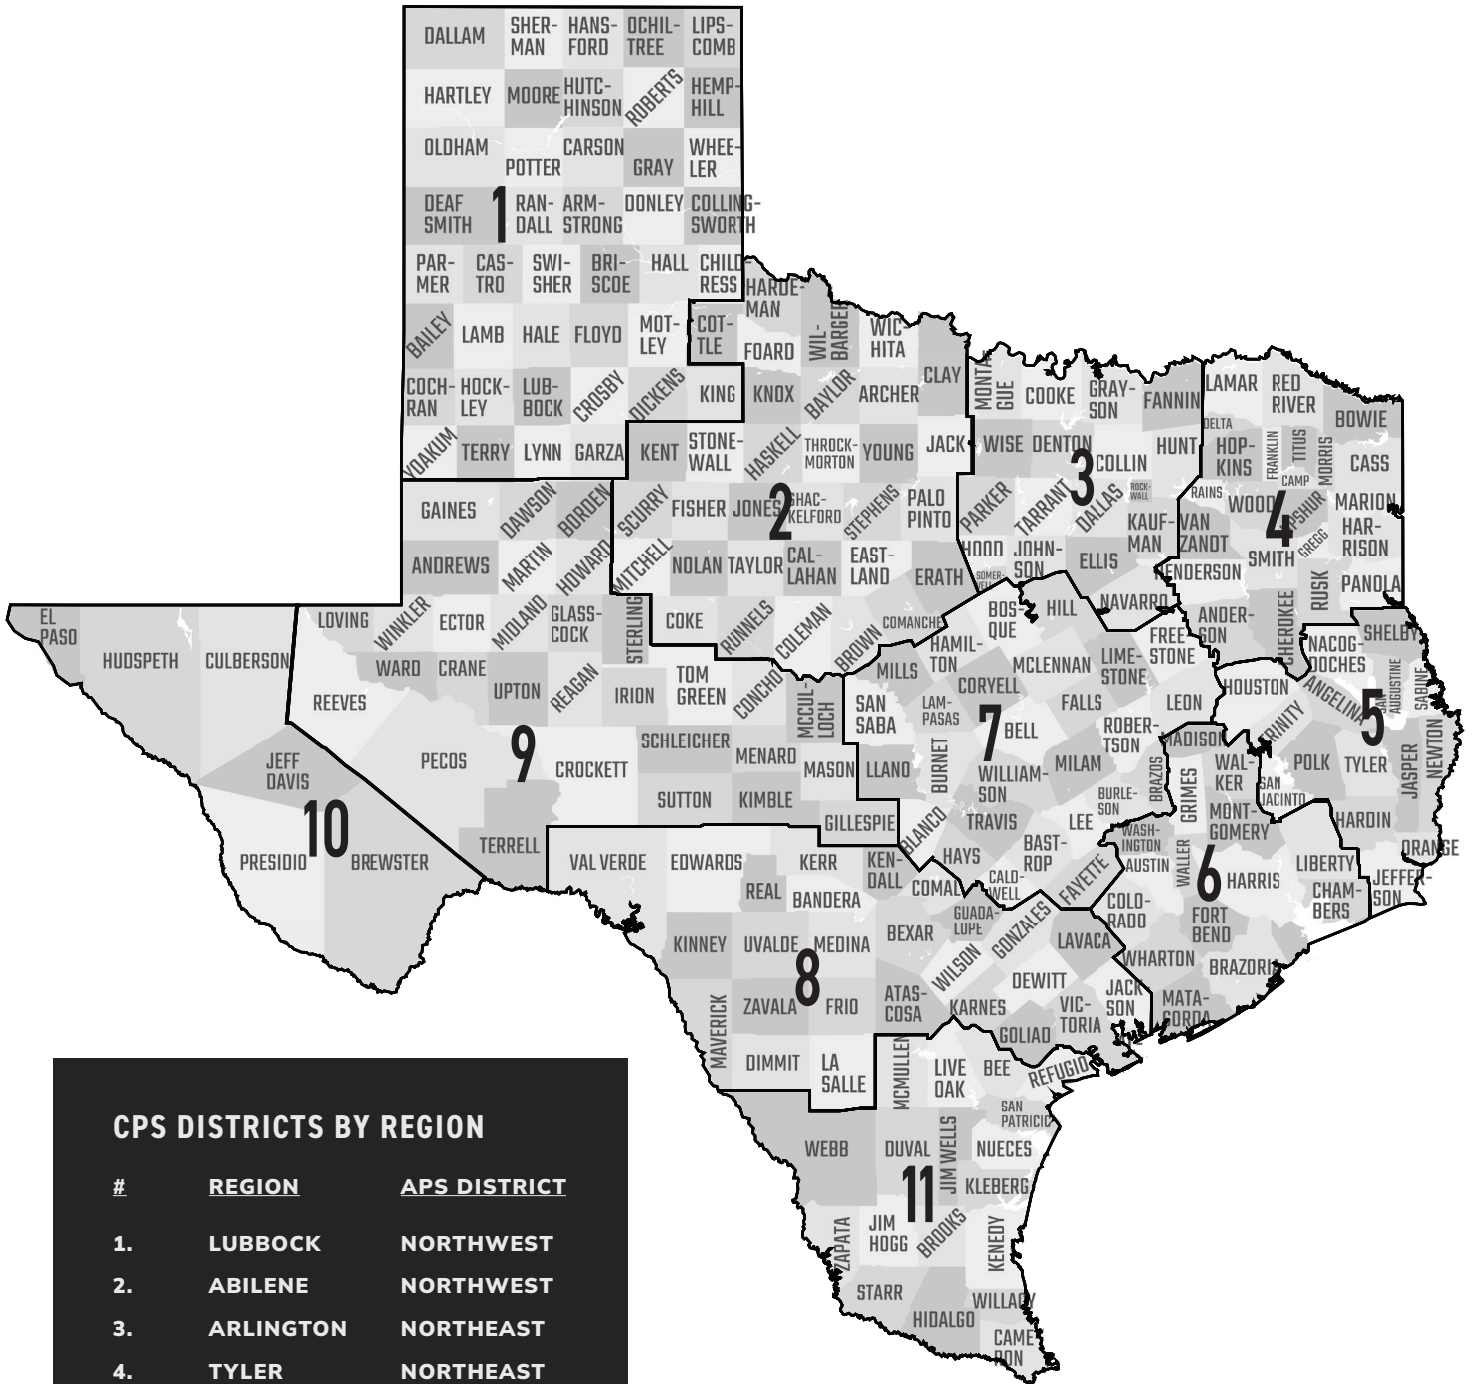 DALLAM
SHER-
MAN
HANS-
FORD
OCHIL-
TREE
LIPS-
COMB
HARTLEY
MOORE
HUTC-
HINSON
ROBERTS
HEMP-
HILL
OLDHAM
POTTER
CARSON
GRAY
WHEE-
LER
DEAF
SMITH
1
RAN-
DALL
ARM-
STRONG
DONLEY
COLLING-
SWORTH
PAR-
MER
CAS-
TRO
SWI-
SHER
BRI-
SCOE
HALL
CHILD-
RESS
BAILEY
LAMB
HALE
FLOYD
MOT-
LEY
COT-
TLE
HARDE-
MAN
FOARD
WIL-
BARGER
WIC-
HITA
CLAY
COCH-
RAN
HOCK-
LEY
LUB-
BOCK
CROSBY
DICKENS
KING
KNOX
BAYLOR
ARCHER
MONTA-
GUE
COOKE
GRAY-
SON
FANNIN
LAMAR
RED
RIVER
BOWIE
YOAKUM
TERRY
LYNN
GARZA
KENT
STONE-
WALL
HASKELL
THROCK-
MORTON
YOUNG
JACK
WISE
DENTON
3
COLLIN
HUNT
DELTA
HOP-
KINS
FRANKLIN
TITUS
CAMP
MORRIS
CASS
GAINES
DAWSON
BORDEN
SCURRY
FISHER
JONES
2
SHAC-
KELFORD
STEPHENS
PALO
PINTO
PARKER
TARRANT
DALLAS
ROCK-
WALL
KAUF-
MAN
RAINS
VAN
ZANDT
WOOD
4
UPSHUR
MARION
HAR-
RISON
ANDREWS
MARTIN
HOWARD
MITCHELL
NOLAN
TAYLOR
CAL-
LAHAN
EAST-
LAND
ERATH
HOOD
SOMER-
VELL
JOHN-
SON
ELLIS
HENDERSON
SMITH
GREGG
RUSK
PANOLA
EL
PASO
HUDSPETH
CULBERSON
LOVING
WINKLER
ECTOR
MIDLAND
GLASS-
COCK
STERLING
COKE
RUNNELS
COLEMAN
BROWN
COMANCHE
HAMIL-
TON
BOS-
QUE
HILL
NAVARRO
FREE
STONE
ANDER-
SON
CHEROKEE
NACOG-
DOCHES
SHELBY
REEVES
WARD
CRANE
UPTON
REAGAN
IRION
TOM
GREEN
CONCHO
MCCUL-
LOCH
SAN
SABA
MILLS
LAM-
PASAS
CORYELL
MCLENNAN
LIME-
STONE
FALLS
LEON
HOUSTON
ANGELINA
5
SAN
AUGUSTINE
SABINE
JEFF
DAVIS
PECOS
9
CROCKETT
SCHLEICHER
MENARD
MASON
LLANO
BURNET
7
BELL
MILAM
ROBER-
TSON
BRAZOS
MADISON
TRINITY
WAL-
KER
POLK
TYLER
JASPER
NEWTON
10
PRESIDIO
BREWSTER
TERRELL
SUTTON
KIMBLE
GILLESPIE
BLANCO
WILLIAM-
SON
TRAVIS
BURLE-
SON
LEE
GRIMES
SAN
JACINTO
MONT-
GOMERY
HARDIN
ORANGE
VAL VERDE
EDWARDS
REAL
KERR
BANDERA
KEN-
DALL
COMAL
HAYS
CALD-
WELL
BAST-
ROP
FAYETTE
WASH-
INGTON
AUSTIN
WALLER
6
HARRIS
LIBERTY
CHAM-
BERS
JEFFER-
SON
KINNEY
UVALDE
MEDINA
8
BEXAR
GUADA-
LUPE
WILSON
GONZALES
LAVACA
COLO-
RADO
WHARTON
FORT
BEND
BRAZORIA
MAVERICK
ZAVALA
FRIO
ATAS-
COSA
KARNES
DEWITT
VIC-
TORIA
JACK
SON
MATA-
GORDA
DIMMIT
LA
SALLE
MCMULLEN
LIVE
OAK
BEE
GOLIAD
REFUGIO
WEBB
DUVAL
JIM WELLS
SAN
PATRICIO
NUECES
KLEBERG
11
ZAPATA
JIM
HOGG
BROOKS
KENEDY
STARR
HIDALGO
WILLACY
CAME
RON
CPS DISTRICTS BY REGION
# REGION APS DISTRICT
1. LUBBOCK NORTHWEST
2. ABILENE NORTHWEST
3. ARLINGTON NORTHEAST
4. TYLER NORTHEAST